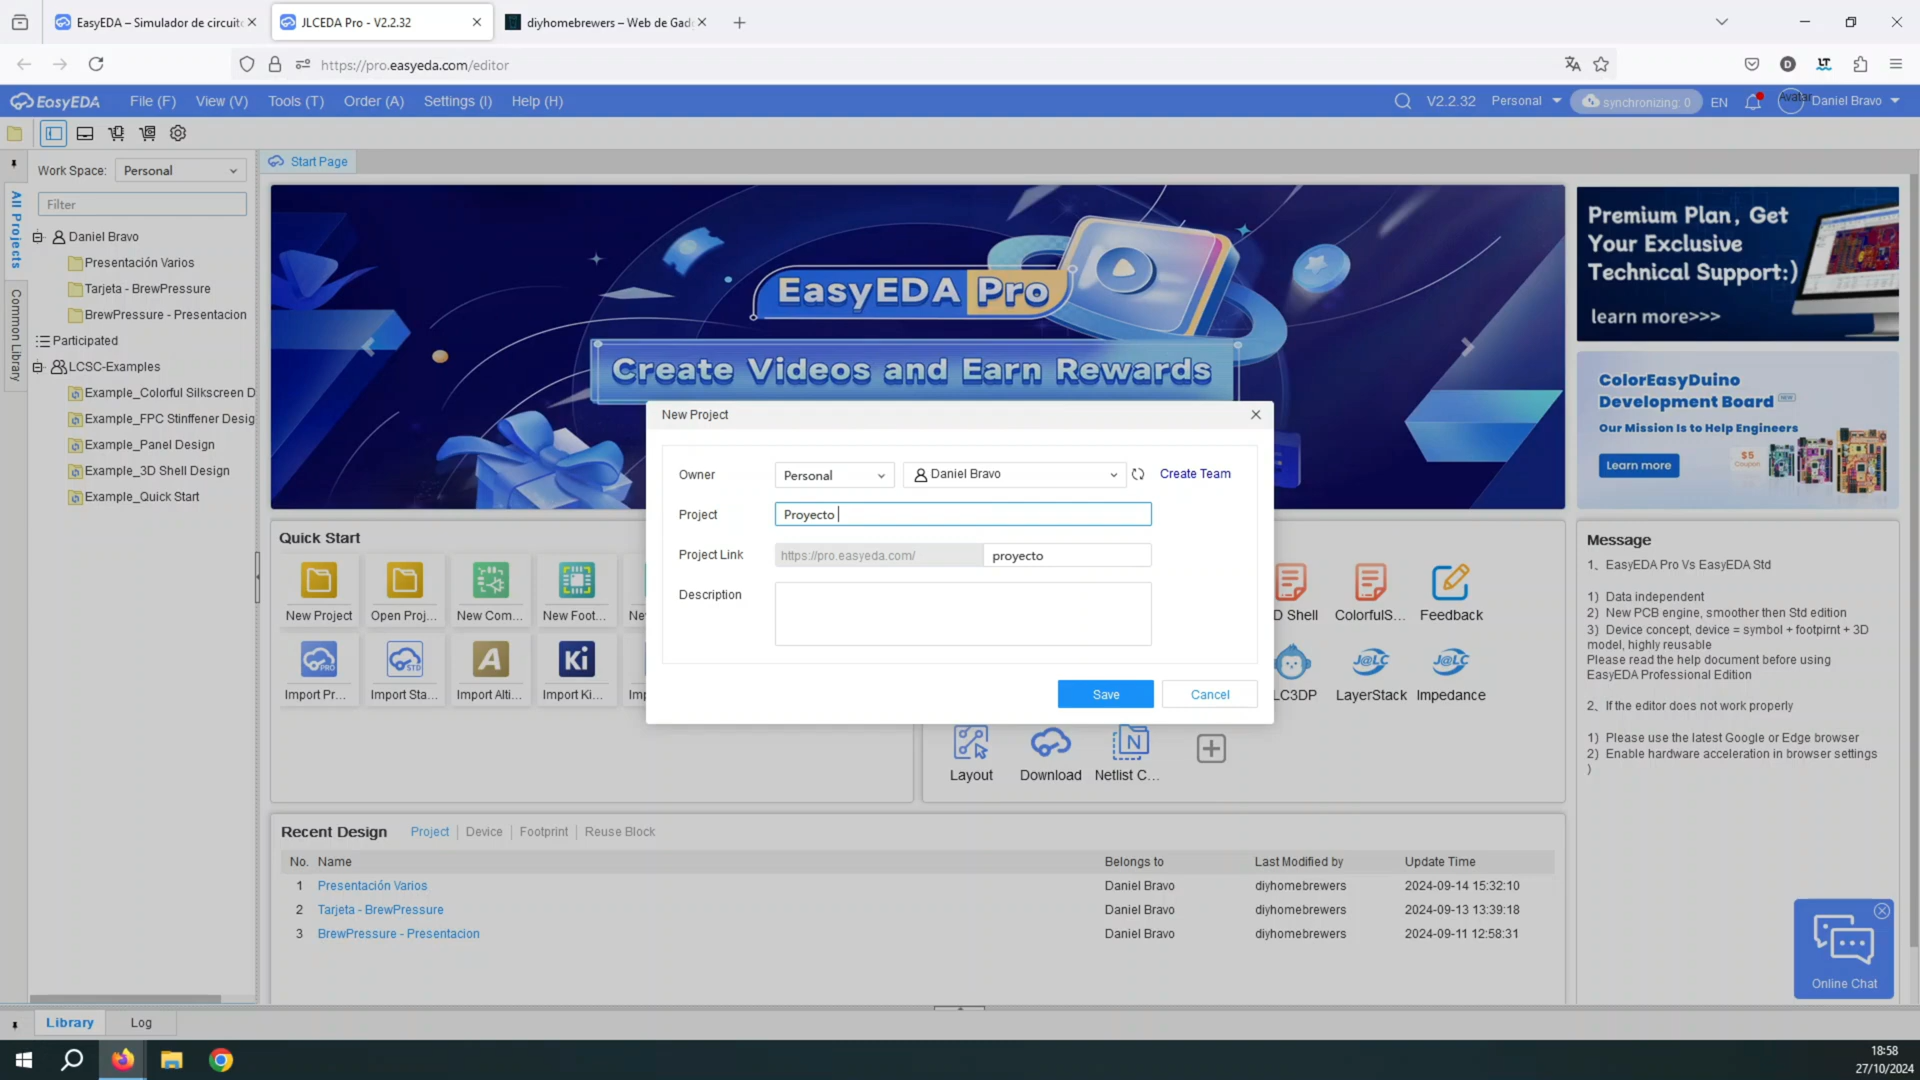 EasyEDA – Simulador de circuit
JLCEDA Pro - V2.2.32
diyhomebrewers – Web de Gad
https://pro.easyeda.com/editor
EasyEDA
File (F)
View (V)
Tools (T)
Order (A)
Settings (I)
Help (H)
V2.2.32
Personal
synchronizing: 0
EN
Avatar
Daniel Bravo
Work Space:
Personal
Start Page
All Projects
Common Library
Filter
Daniel Bravo
Presentación Varios
Tarjeta - BrewPressure
BrewPressure - Presentacion
Participated
LCSC-Examples
Example_Colorful Silkscreen D
Example_FPC Stinffener Desig
Example_Panel Design
Example_3D Shell Design
Example_Quick Start
EasyEDA Pro
Create Videos and Earn Rewards
Premium Plan, Get
Your Exclusive
Technical Support:)
learn more>>>
ColorEasyDuino
Development Board NEW
Our Mission Is to Help Engineers
Learn more
$5
Coupon
New Project
Owner
Personal
Daniel Bravo
Create Team
Project
Proyecto
Project Link
https://pro.easyeda.com/
proyecto
Description
Save
Cancel
Quick Start
New Project
Open Proj...
New Com...
New Foot...
Ne
Import Pr...
Import Sta...
Import Alti...
Import Ki...
Imp
D Shell
ColorfulS...
Feedback
LC3DP
LayerStack
Impedance
Layout
Download
Netlist C...
Message
1、EasyEDA Pro Vs EasyEDA Std
1）Data independent
2）New PCB engine, smoother then Std edition
3）Device concept, device = symbol + footpirnt + 3D
model, highly reusable
Please read the help document before using
EasyEDA Professional Edition
2、If the editor does not work properly
1）Please use the latest Google or Edge browser
2）Enable hardware acceleration in browser settings
)
Recent Design
Project
Device
Footprint
Reuse Block
No.
Name
Belongs to
Last Modified by
Update Time
1
Presentación Varios
Daniel Bravo
diyhomebrewers
2024-09-14 15:32:10
2
Tarjeta - BrewPressure
Daniel Bravo
diyhomebrewers
2024-09-13 13:39:18
3
BrewPressure - Presentacion
Daniel Bravo
diyhomebrewers
2024-09-11 12:58:31
Online Chat
Library
Log
18:58
27/10/2024